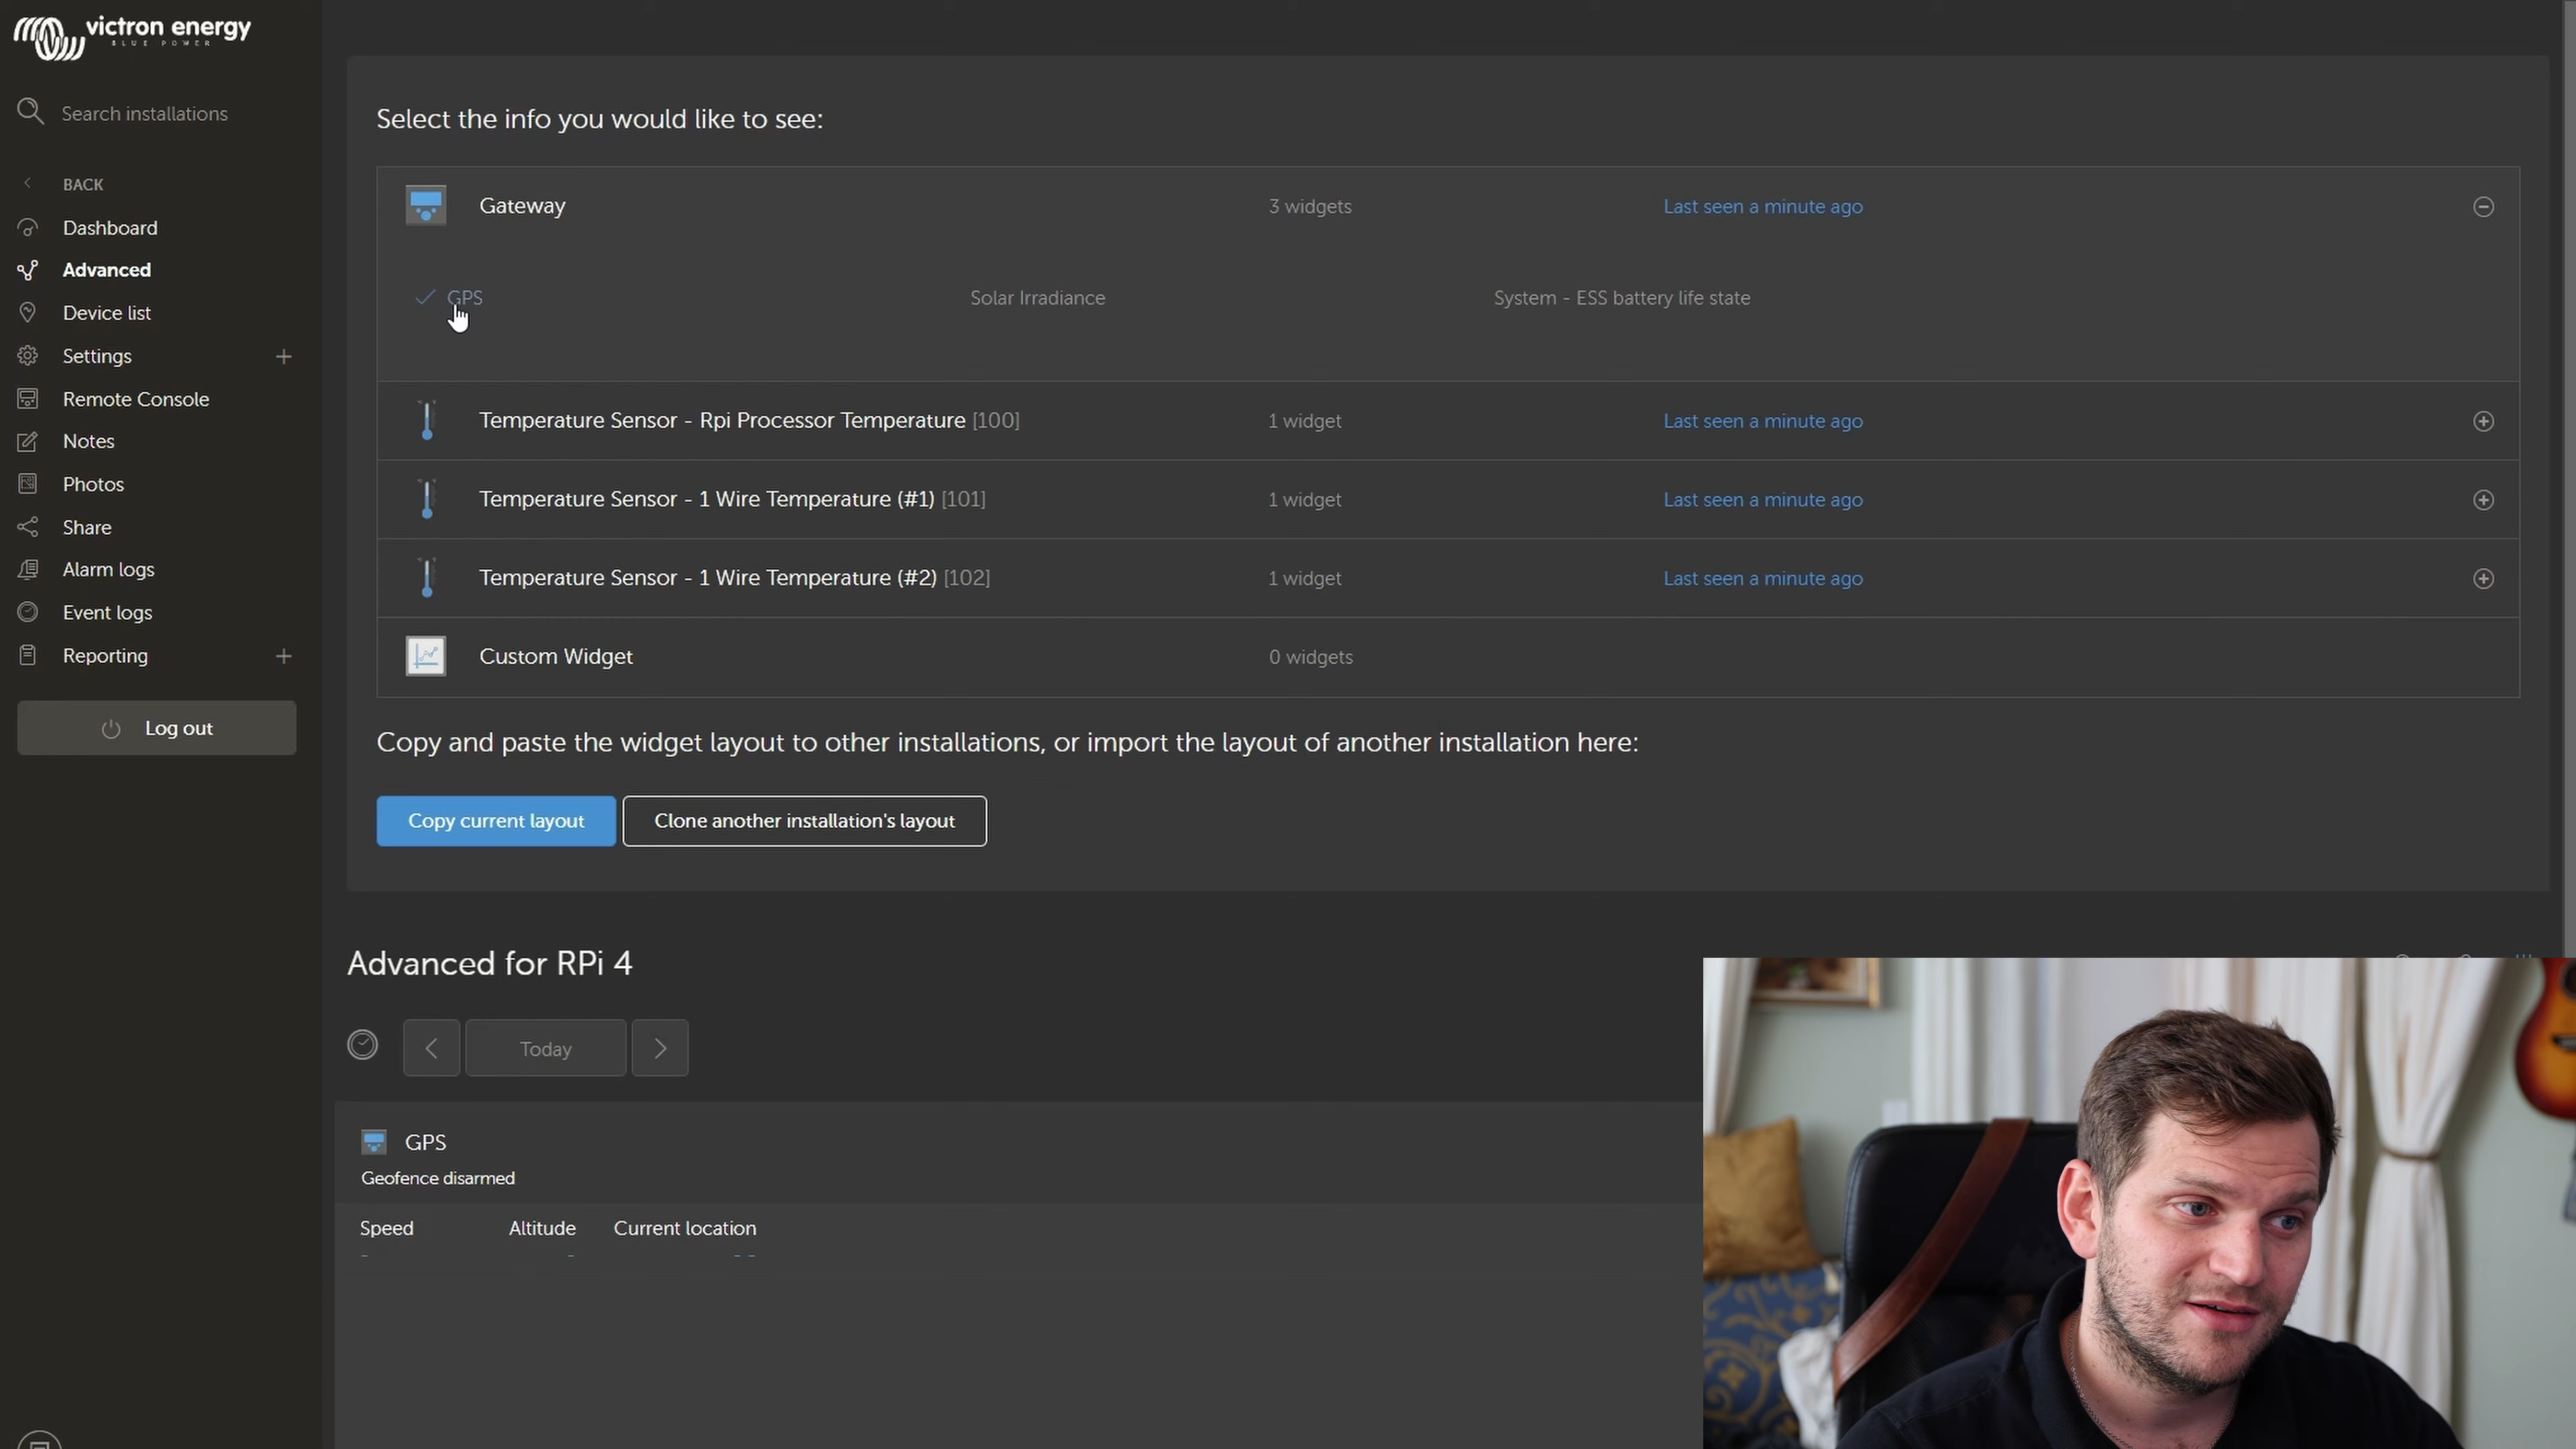 victron energy
BLUE POWER
Search installations
BACK
Dashboard
Advanced
Device list
Settings
Remote Console
Notes
Photos
Share
Alarm logs
Event logs
Reporting
Log out
Select the info you would like to see:
Gateway 3 widgets Last seen a minute ago
GPS Solar Irradiance System - ESS battery life state
Temperature Sensor - Rpi Processor Temperature [100] 1 widget Last seen a minute ago
Temperature Sensor - 1 Wire Temperature (#1) [101] 1 widget Last seen a minute ago
Temperature Sensor - 1 Wire Temperature (#2) [102] 1 widget Last seen a minute ago
Custom Widget 0 widgets
Copy and paste the widget layout to other installations, or import the layout of another installation here:
Copy current layout Clone another installation's layout
Advanced for RPi 4
Today
GPS
Geofence disarmed
Speed Altitude Current location